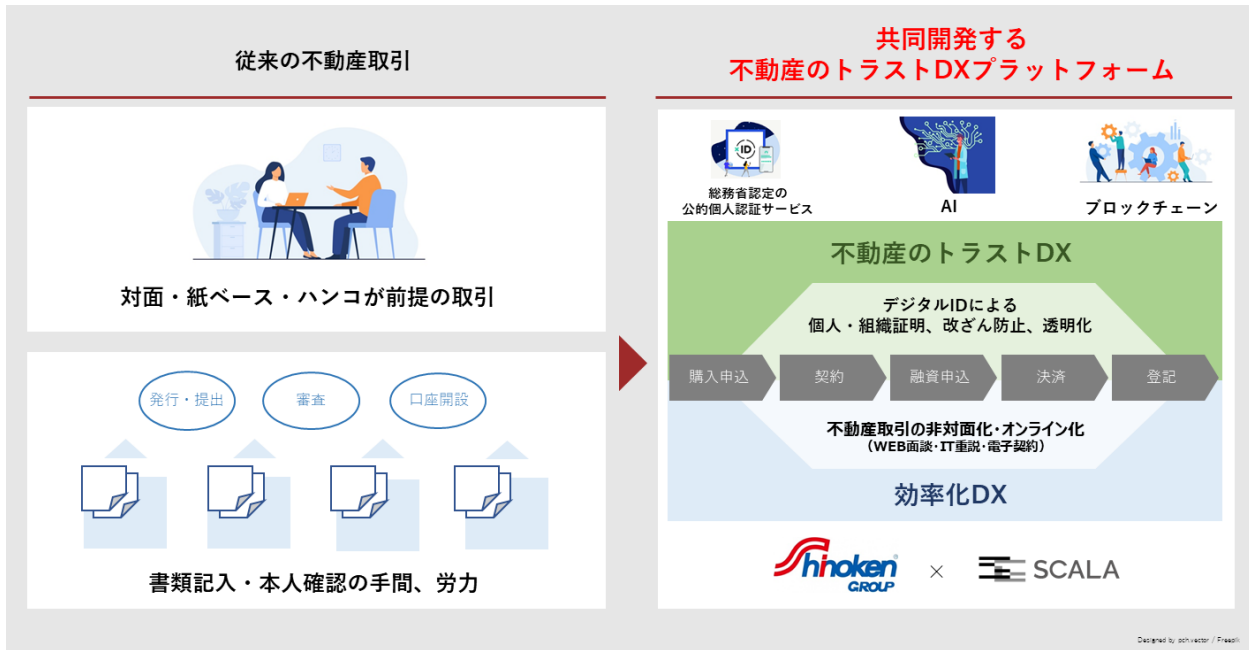 従来の不動産取引
対面・紙ベース・ハンコが前提の取引
発行・提出
審査
口座開設
書類記入・本人確認の手間、労力
共同開発する
不動産のトラストDXプラットフォーム
ID
総務省認定の
公的個人認証サービス
AI
ブロックチェーン
不動産のトラストDX
デジタルIDによる
個人・組織証明、改ざん防止、透明化
購入申込
契約
融資申込
決済
登記
不動産取引の非対面化・オンライン化
（WEB面談・IT重説・電子契約）
効率化DX
Shinoken
GROUP
×
SCALA
Designed by pch.vector / Freepik